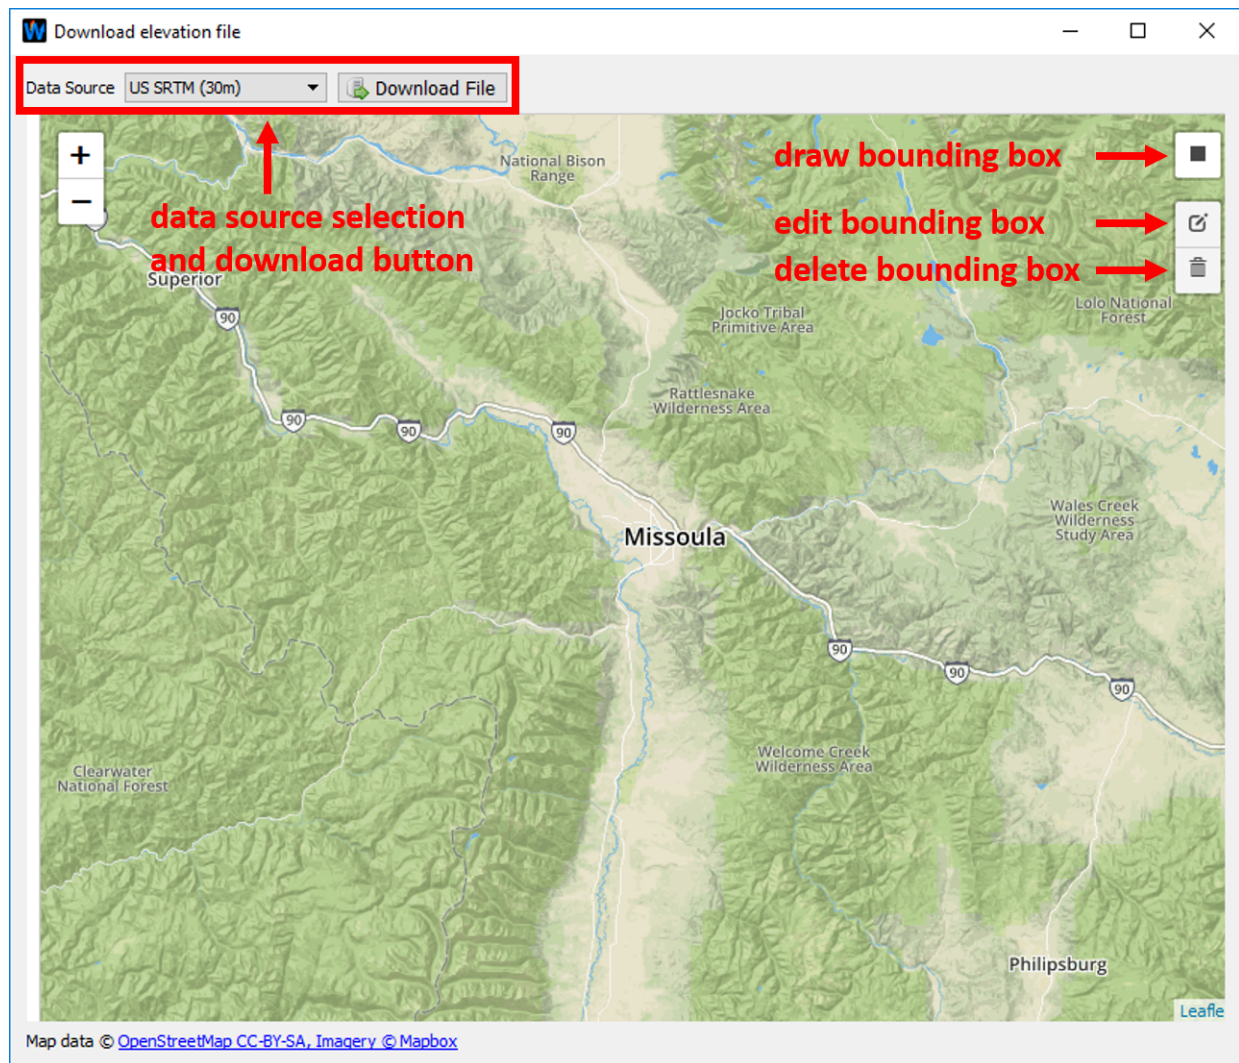 Download elevation file
Data Source US SRTM (30m) Download File
+
−
National Bison
Range
draw bounding box
data source selection
and download button
edit bounding box
delete bounding box
Superior
Lolo National
Forest
90
Jocko Tribal
Primitive Area
Rattlesnake
Wilderness Area
90
90
90
Wales Creek
Wilderness
Study Area
Missoula
90
90
90
Welcome Creek
Wilderness Area
Clearwater
National Forest
Philipsburg
Leafle
Map data © OpenStreetMap CC-BY-SA, Imagery © Mapbox